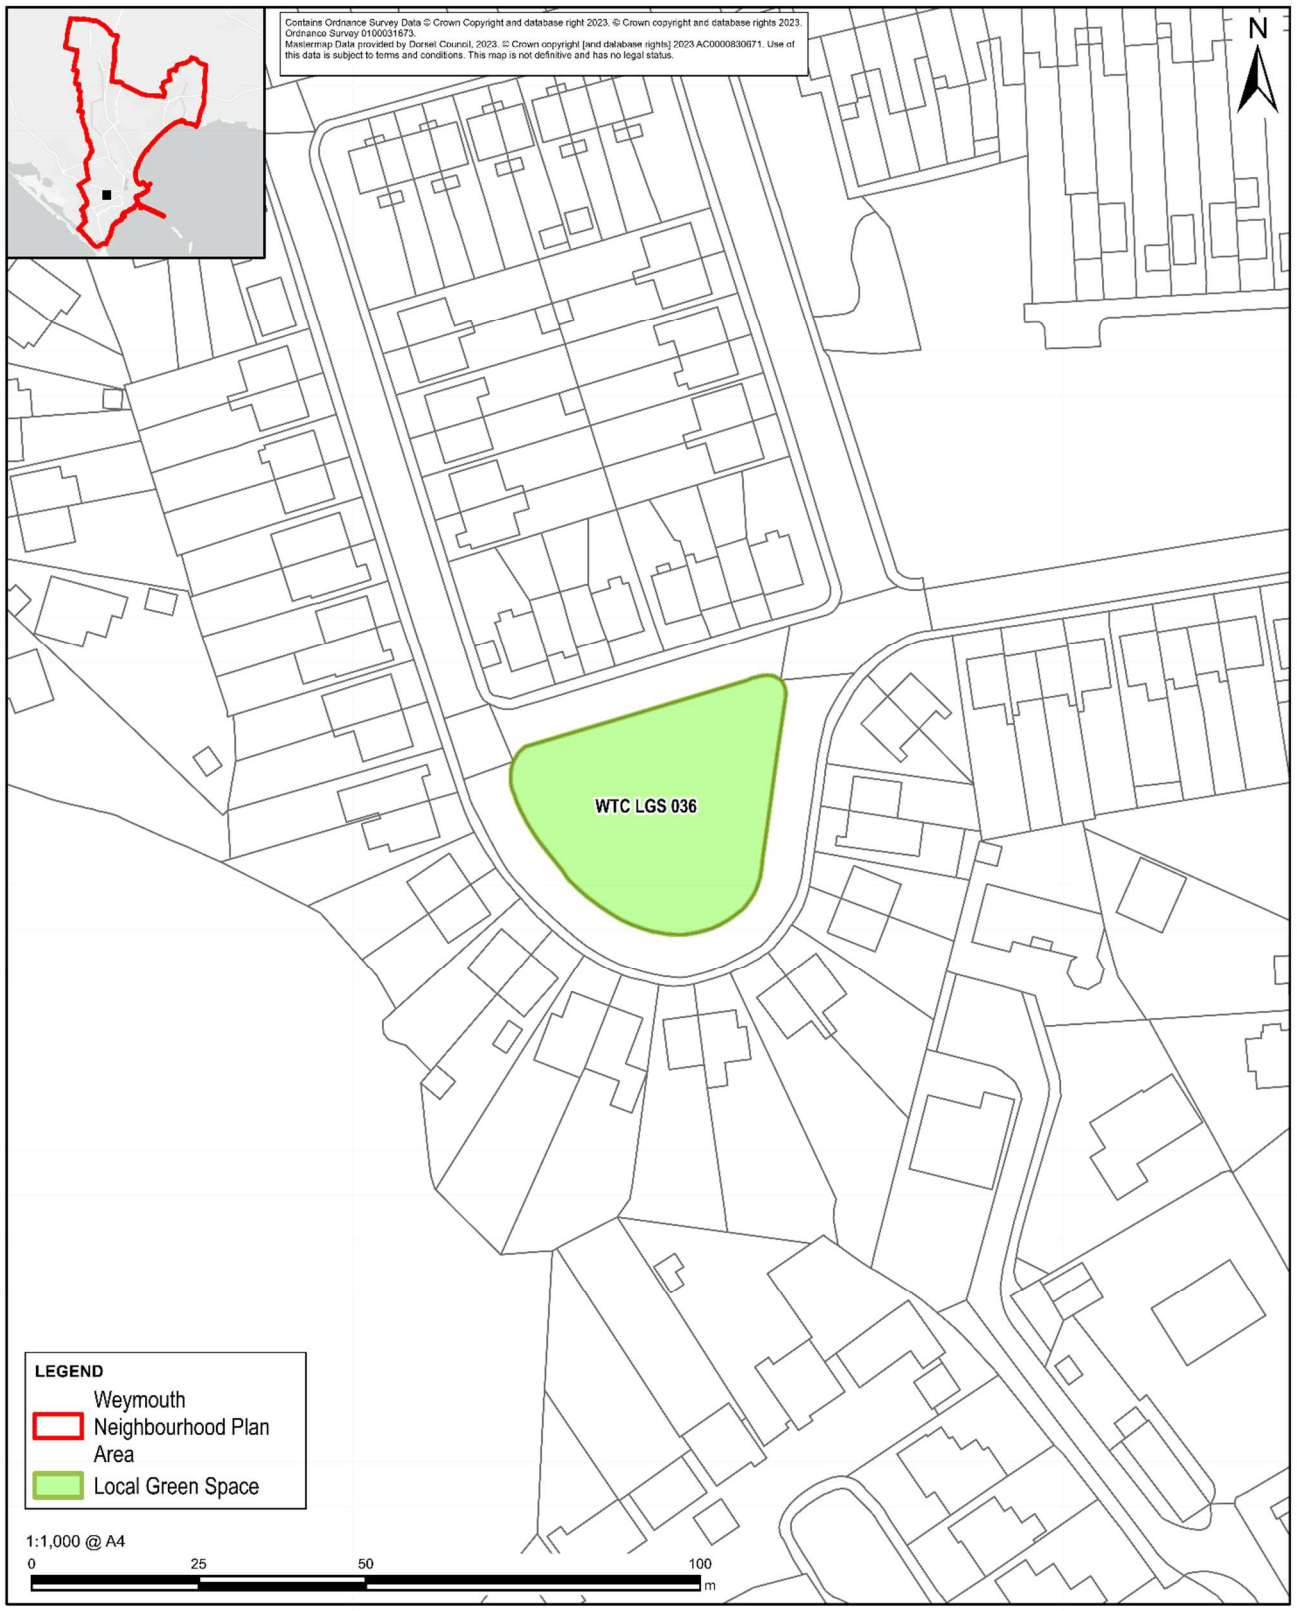 Contains Ordnance Survey Data © Crown Copyright and database right 2023. © Crown copyright and database rights 2023.
Ordnance Survey 0100031673.
Mastermap Data provided by Dorset Council, 2023. © Crown copyright [and database rights] 2023 AC0000830671. Use of
this data is subject to terms and conditions. This map is not definitive and has no legal status.
N
WTC LGS 036
LEGEND
Weymouth
Neighbourhood Plan
Area
Local Green Space
1:1,000 @ A4
0 25 50 100
m